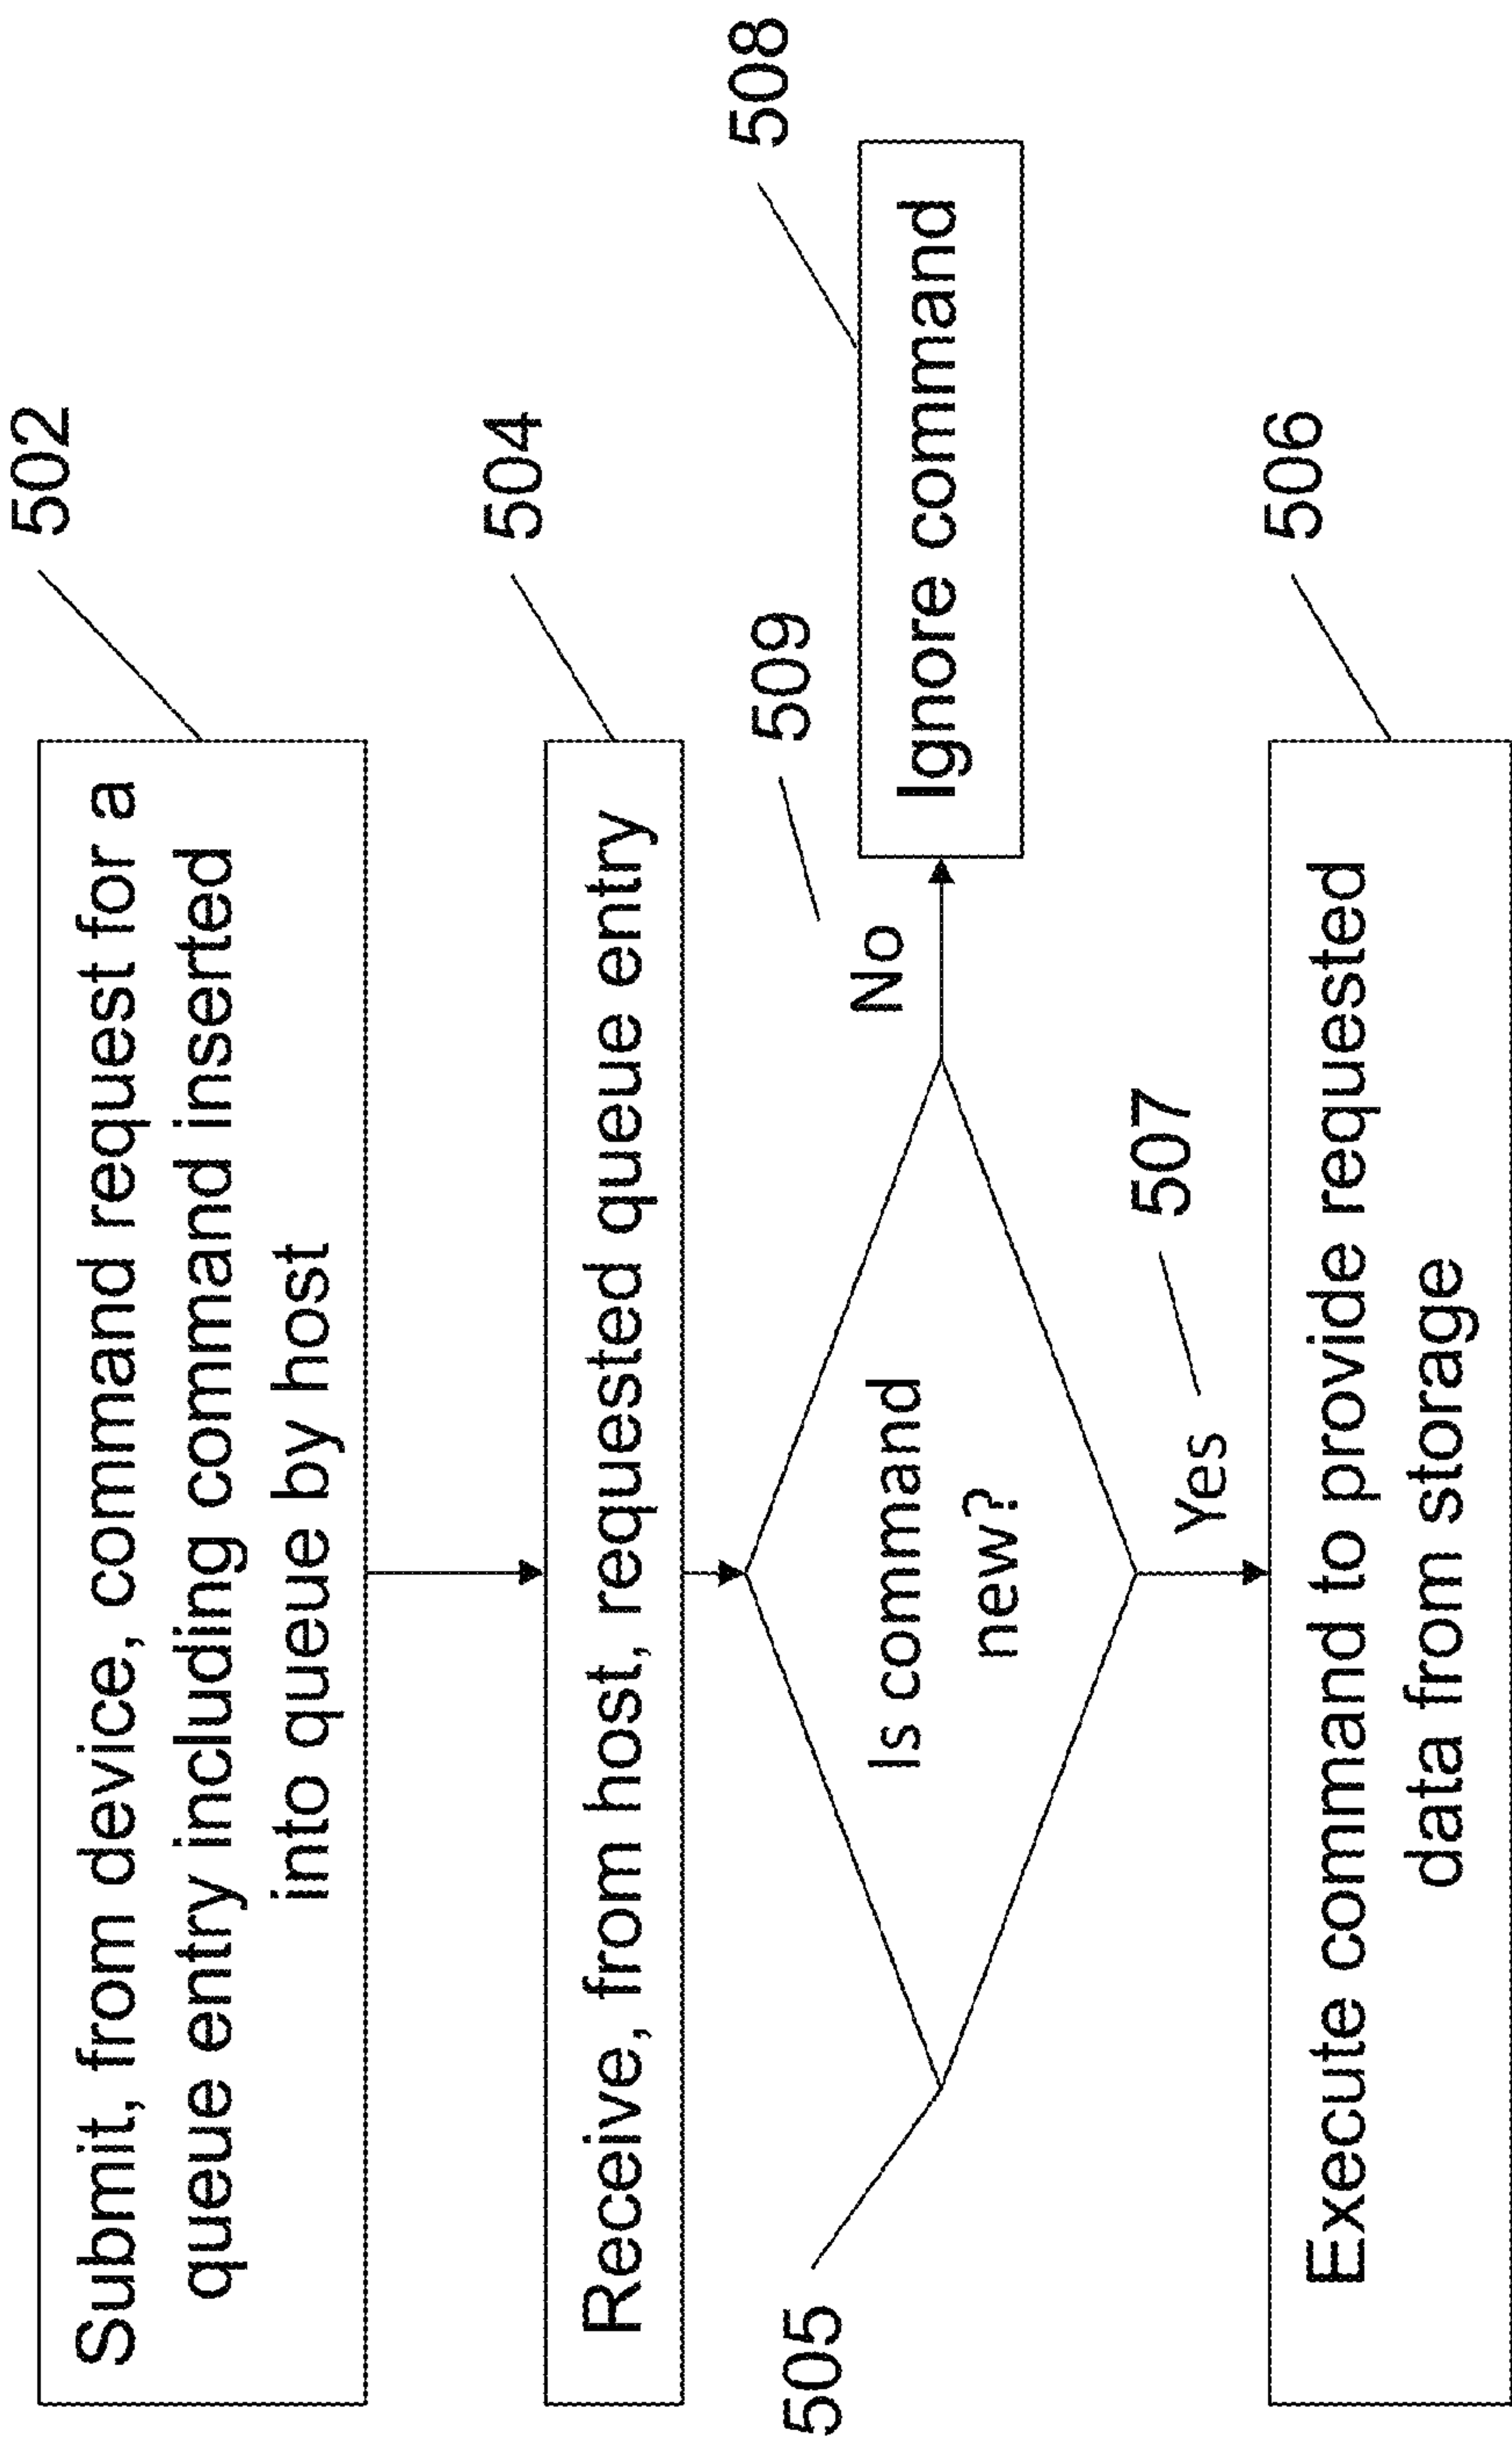 502
Submit, from device, command request for a
queue entry including command inserted
into queue by host
504
Receive, from host, requested queue entry
505
Is command
new?
509
No
508
Ignore command
507
Yes
506
Execute command to provide requested
data from storage